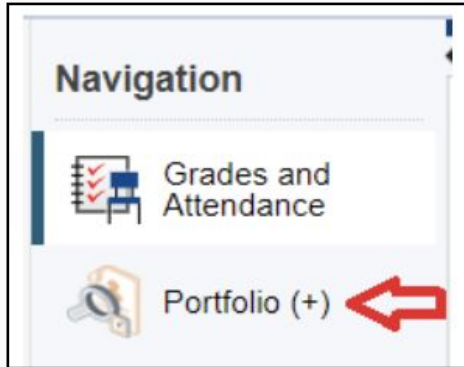 Navigation
Grades and
Attendance
Portfolio (+)